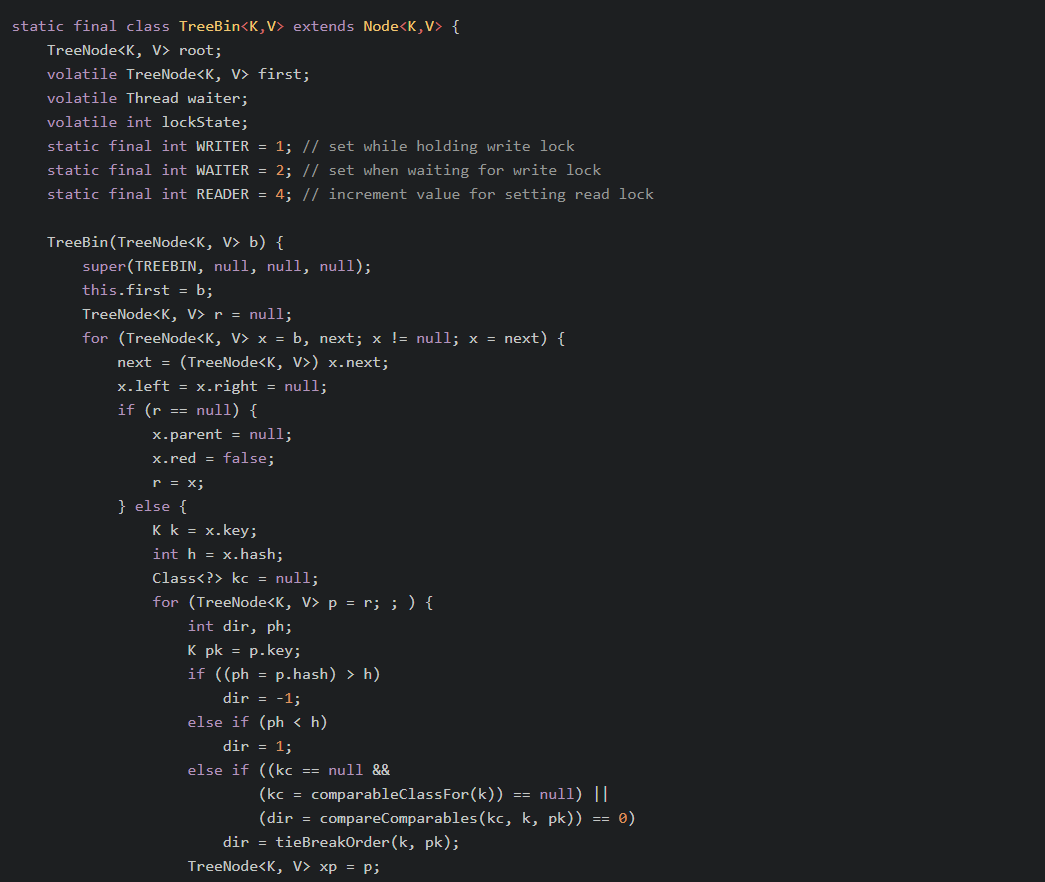 static final class TreeBin<K,V> extends Node<K,V> {
    TreeNode<K, V> root;
    volatile TreeNode<K, V> first;
    volatile Thread waiter;
    volatile int lockState;
    static final int WRITER = 1; // set while holding write lock
    static final int WAITER = 2; // set when waiting for write lock
    static final int READER = 4; // increment value for setting read lock

    TreeBin(TreeNode<K, V> b) {
        super(TREEBIN, null, null, null);
        this.first = b;
        TreeNode<K, V> r = null;
        for (TreeNode<K, V> x = b, next; x != null; x = next) {
            next = (TreeNode<K, V>) x.next;
            x.left = x.right = null;
            if (r == null) {
                x.parent = null;
                x.red = false;
                r = x;
            } else {
                K k = x.key;
                int h = x.hash;
                Class<?> kc = null;
                for (TreeNode<K, V> p = r; ; ) {
                    int dir, ph;
                    K pk = p.key;
                    if ((ph = p.hash) > h)
                        dir = -1;
                    else if (ph < h)
                        dir = 1;
                    else if ((kc == null &&
                            (kc = comparableClassFor(k)) == null) ||
                            (dir = compareComparables(kc, k, pk)) == 0)
                        dir = tieBreakOrder(k, pk);
                    TreeNode<K, V> xp = p;